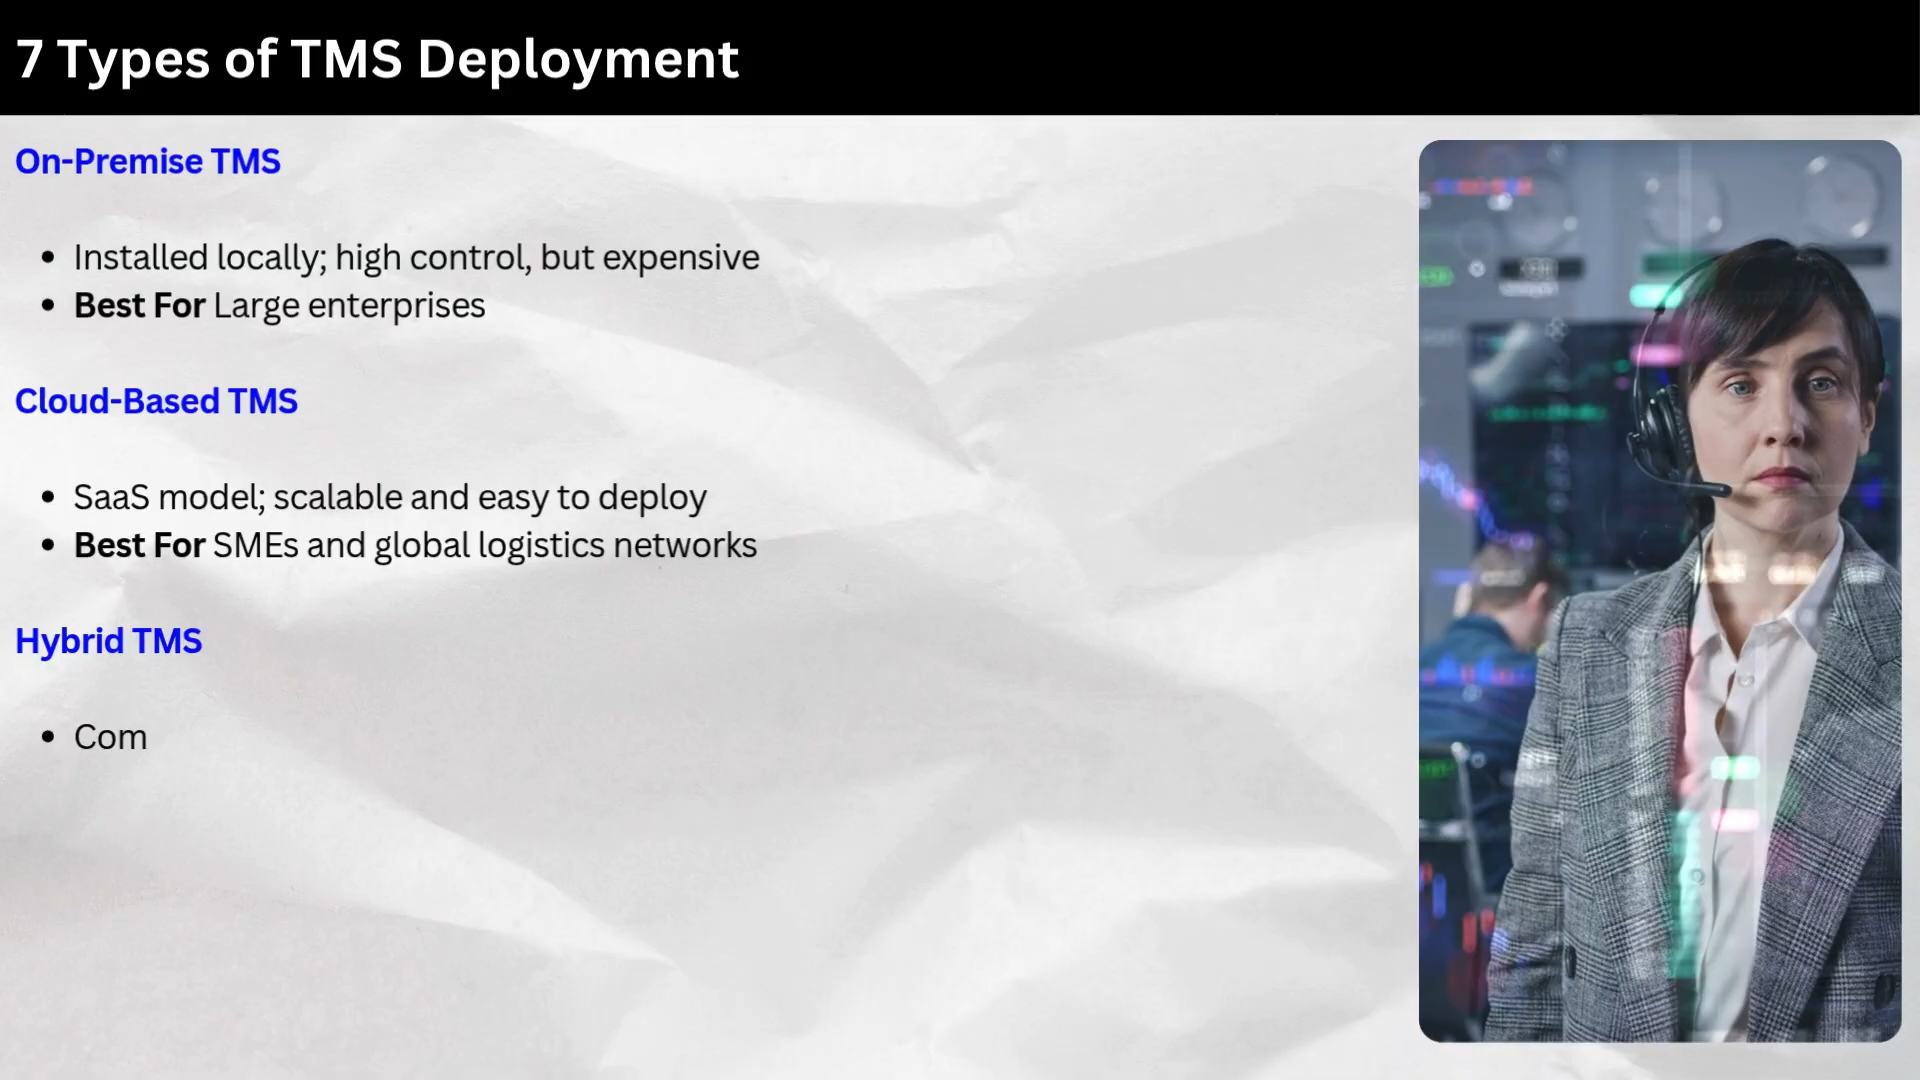 7 Types of TMS Deployment
On-Premise TMS
• Installed locally; high control, but expensive
• Best For Large enterprises
Cloud-Based TMS
• SaaS model; scalable and easy to deploy
• Best For SMEs and global logistics networks
Hybrid TMS
• Com